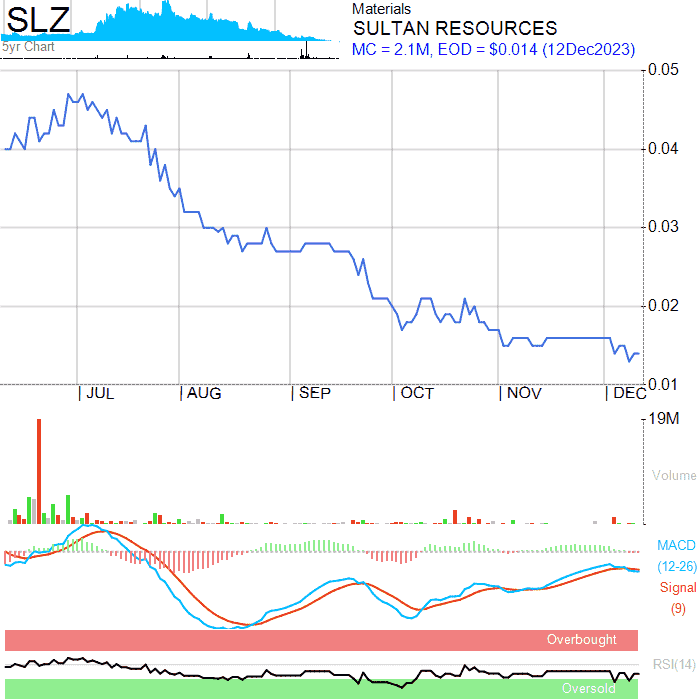 SLZ
5yr Chart
Materials
SULTAN RESOURCES
MC = 2.1M, EOD = $0.014 (12Dec2023)
0.05
0.04
0.03
0.02
0.01
JUL AUG SEP OCT NOV DEC
19M
Volume
MACD
(12-26)
Signal
(9)
Overbought
RSI(14)
Oversold